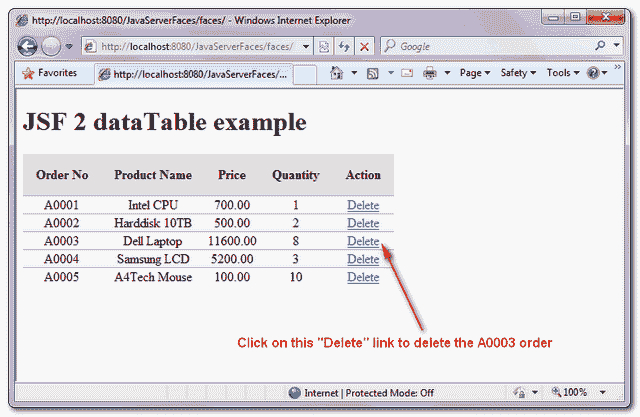 http://localhost:8080/JavaServerFaces/faces/ - Windows Internet Explorer
http://localhost:8080/JavaServerFaces/faces/ Google
Favorites http://localhost:8080/JavaServerFaces/... Page Safety Tools
JSF 2 dataTable example
Order No Product Name Price Quantity Action
A0001 Intel CPU 700.00 1 Delete
A0002 Harddisk 10TB 500.00 2 Delete
A0003 Dell Laptop 11600.00 8 Delete
A0004 Samsung LCD 5200.00 3 Delete
A0005 A4Tech Mouse 100.00 10 Delete
Click on this "Delete" link to delete the A0003 order
Internet | Protected Mode: Off 100%